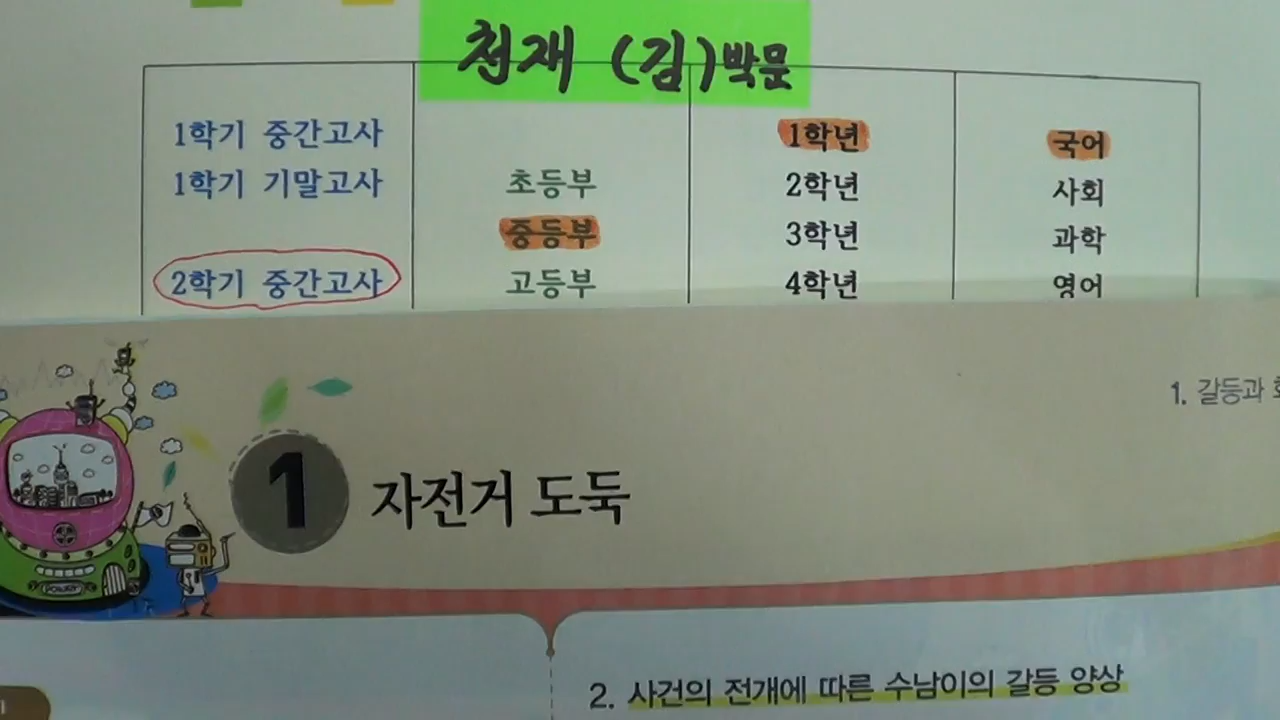 천재 (김)박문
1학기 중간고사
1학기 기말고사
2학기 중간고사
초등부
중등부
고등부
1학년
2학년
3학년
4학년
국어
사회
과학
영어
1. 갈등과
1 자전거 도둑
2. 사건의 전개에 따른 수남이의 갈등 양상